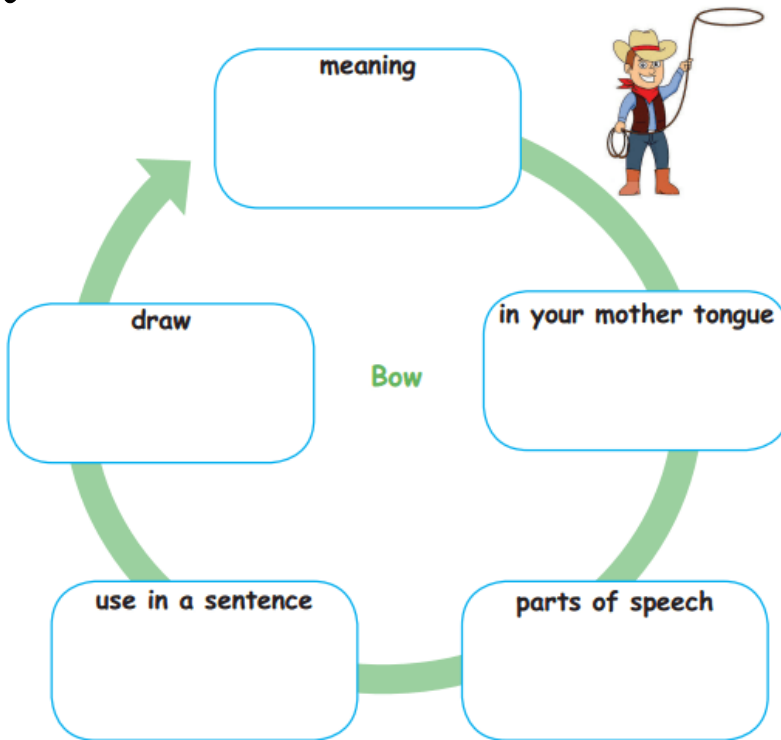 meaning
in your mother tongue
parts of speech
use in a sentence
draw
Bow